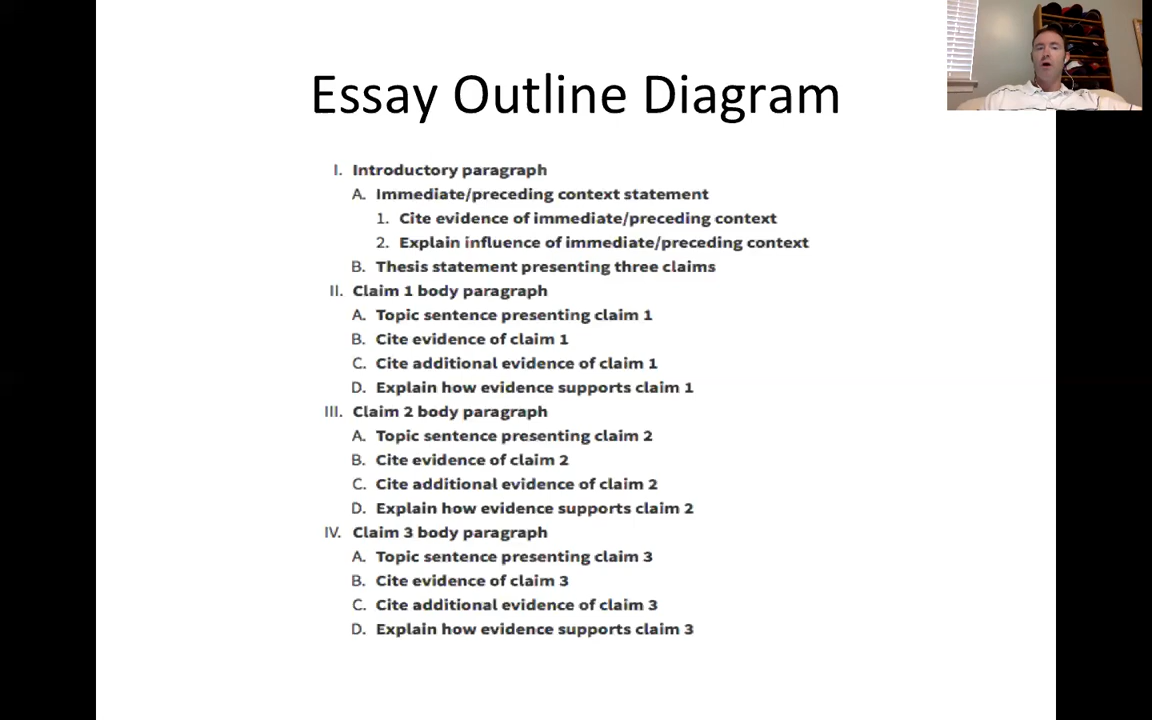 Essay Outline Diagram
I. Introductory paragraph
A. Immediate/preceding context statement
1. Cite evidence of immediate/preceding context
2. Explain influence of immediate/preceding context
B. Thesis statement presenting three claims
II. Claim 1 body paragraph
A. Topic sentence presenting claim 1
B. Cite evidence of claim 1
C. Cite additional evidence of claim 1
D. Explain how evidence supports claim 1
III. Claim 2 body paragraph
A. Topic sentence presenting claim 2
B. Cite evidence of claim 2
C. Cite additional evidence of claim 2
D. Explain how evidence supports claim 2
IV. Claim 3 body paragraph
A. Topic sentence presenting claim 3
B. Cite evidence of claim 3
C. Cite additional evidence of claim 3
D. Explain how evidence supports claim 3